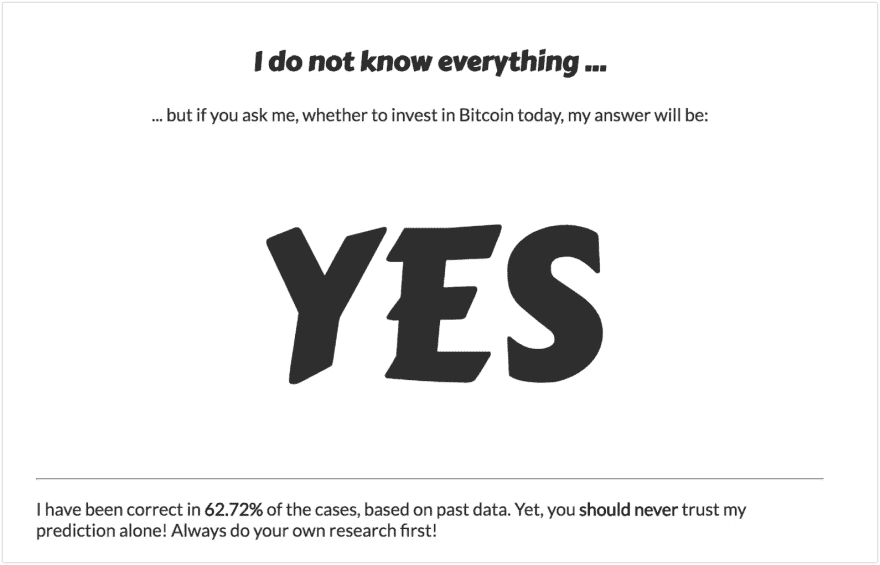 I do not know everything ...
... but if you ask me, whether to invest in Bitcoin today, my answer will be:
YES
I have been correct in 62.72% of the cases, based on past data. Yet, you should never trust my
prediction alone! Always do your own research first!